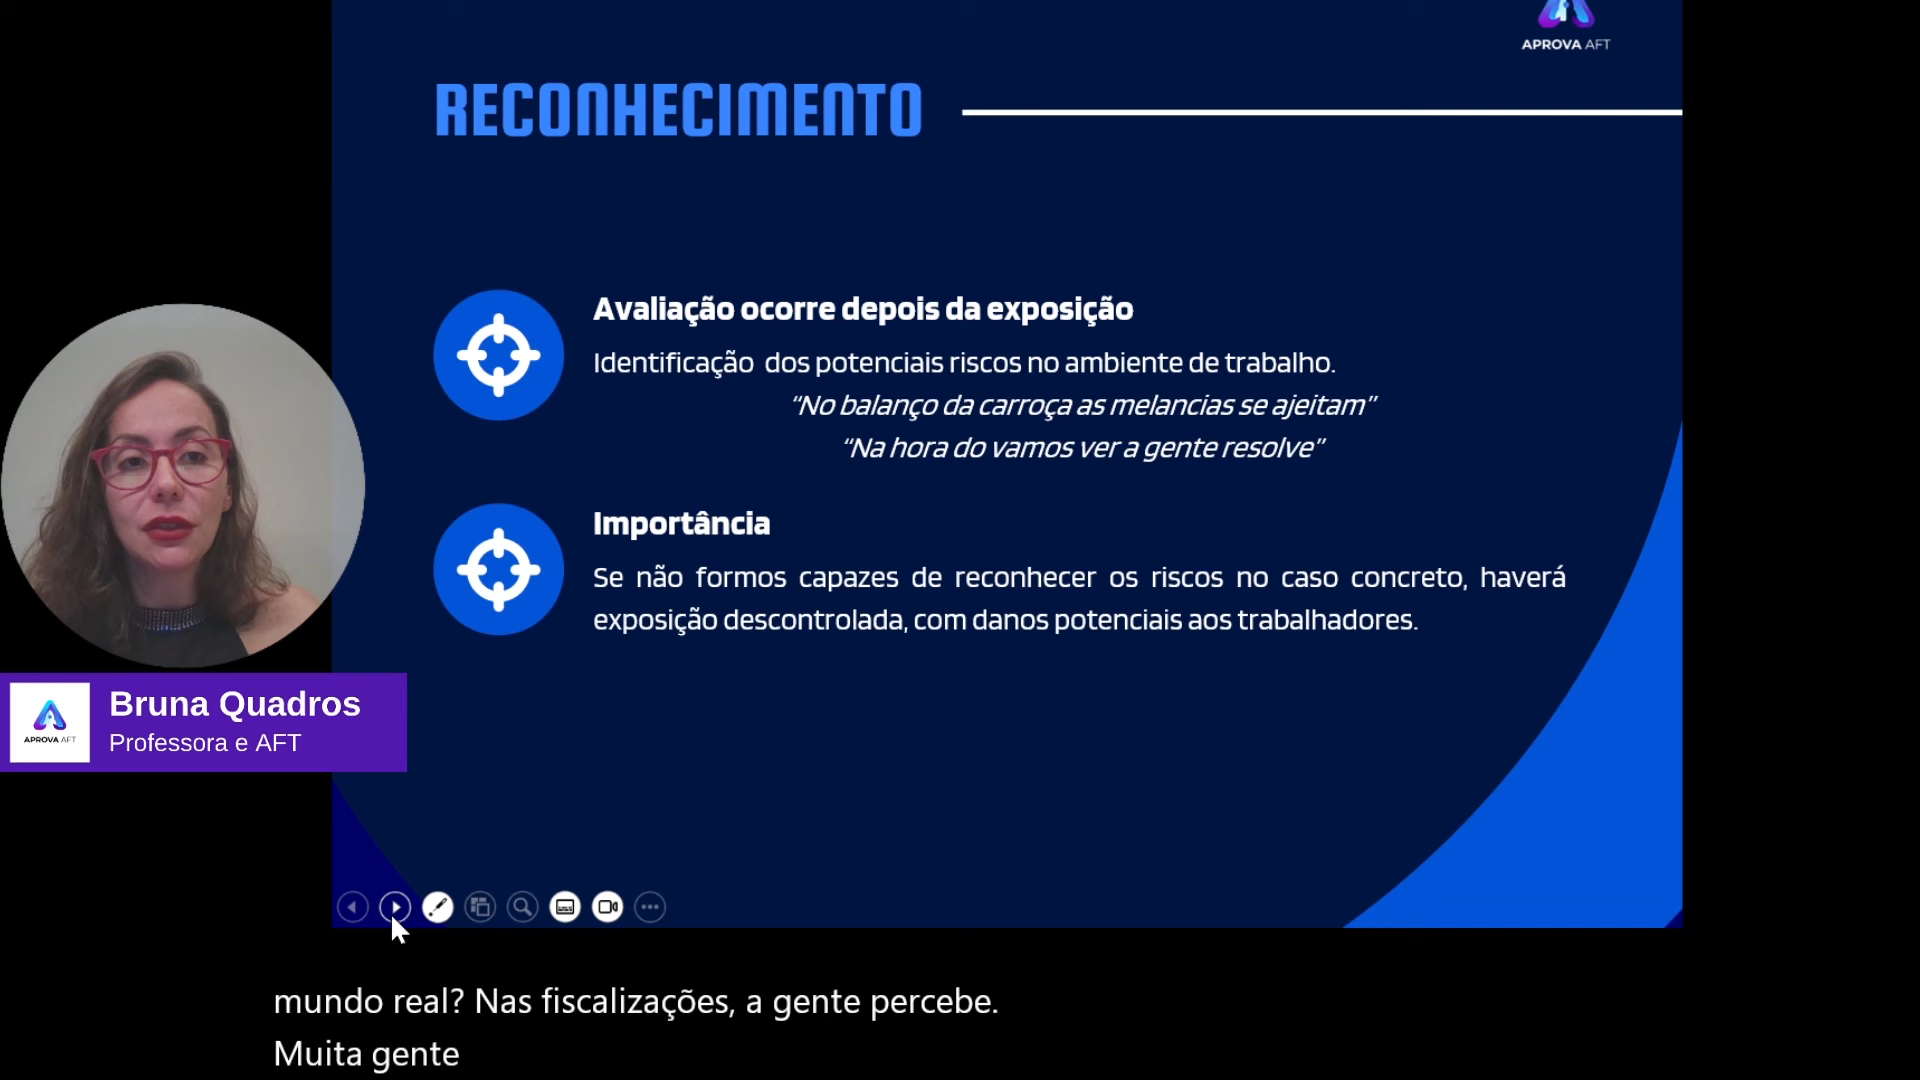 APROVA AFT
RECONHECIMENTO
Avaliação ocorre depois da exposição
Identificação dos potenciais riscos no ambiente de trabalho.
“No balanço da carroça as melancias se ajeitam”
“Na hora do vamos ver a gente resolve”
Importância
Se não formos capazes de reconhecer os riscos no caso concreto, haverá
exposição descontrolada, com danos potenciais aos trabalhadores.
Bruna Quadros
Professora e AFT
APROVA AFT
mundo real? Nas fiscalizações, a gente percebe.
Muita gente